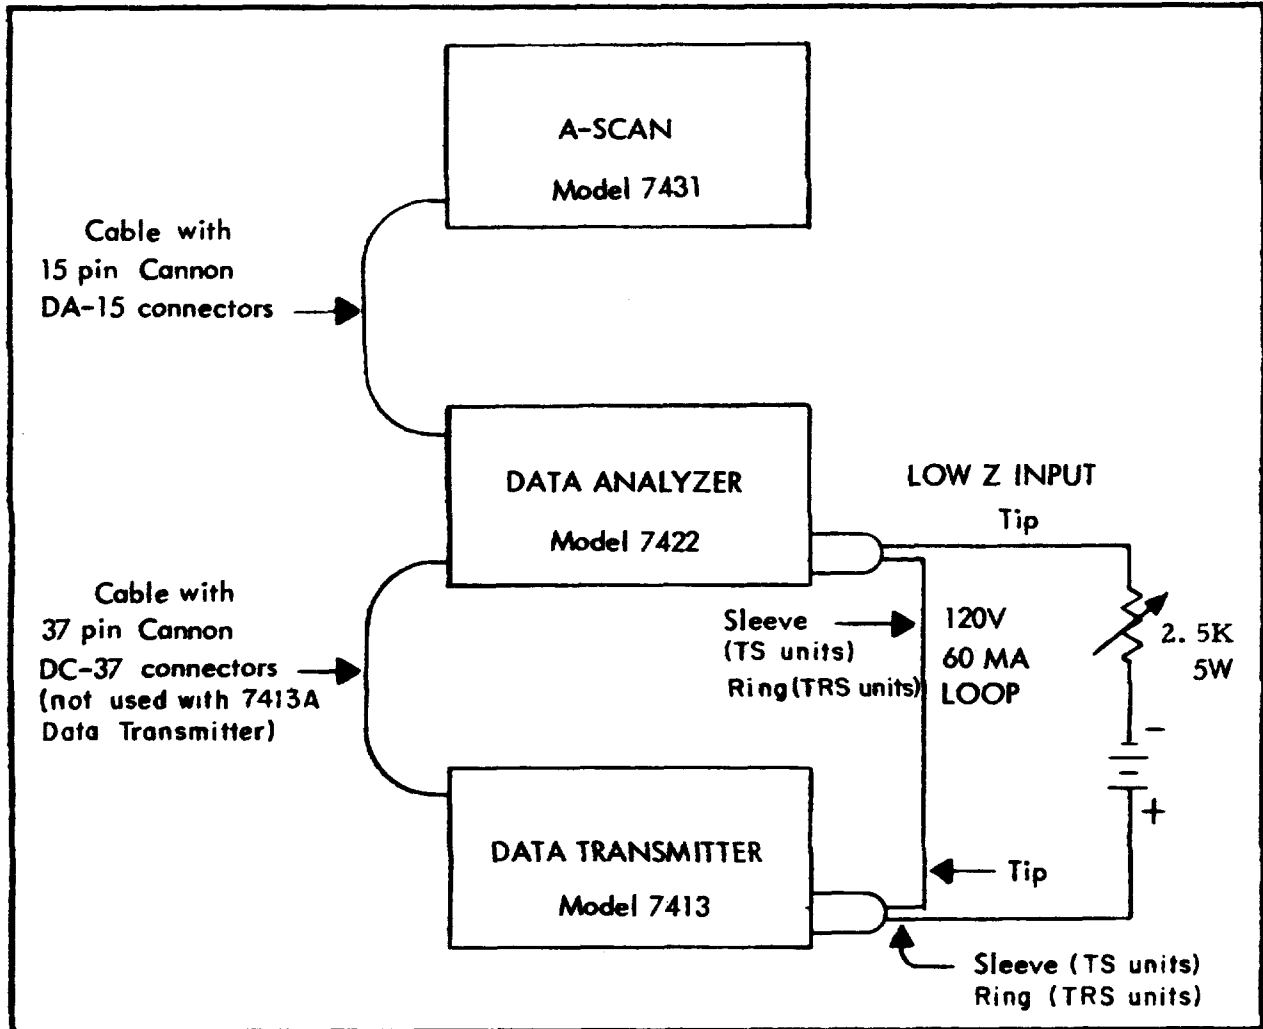 A-SCAN
Model 7431
Cable with
15 pin Cannon
DA-15 connectors
DATA ANALYZER
Model 7422
LOW Z INPUT
Tip
Cable with
37 pin Cannon
DC-37 connectors
(not used with 7413A
Data Transmitter)
Sleeve
(TS units)
Ring (TRS units)
120V
60 MA
LOOP
2.5K
5W
-
+
DATA TRANSMITTER
Model 7413
Tip
Sleeve (TS units)
Ring (TRS units)